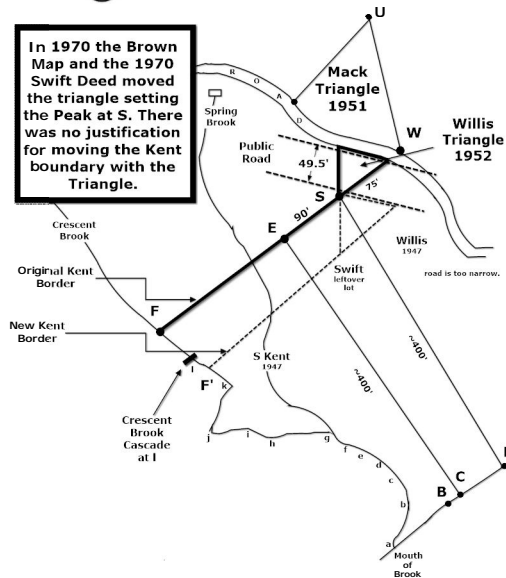 In 1970 the Brown
Map and the 1970
Swift Deed moved
the triangle setting
the Peak at S. There
was no justification
for moving the Kent
boundary with the
Triangle.
U
R
O
A
D
Mack
Triangle
1951
Spring
Brook
W
Willis
Triangle
1952
Public
Road
49.5'
75'
S
90'
E
Crescent
Brook
Willis
1947
Swift
leftover
lot
road is too narrow.
Original Kent
Border
F
New Kent
Border
S Kent
1947
~400'
~400'
l
F'
k
Crescent
Brook
Cascade
at l
j
i
h
g
f
e
d
c
b
a
B
C
Mouth
of
Brook